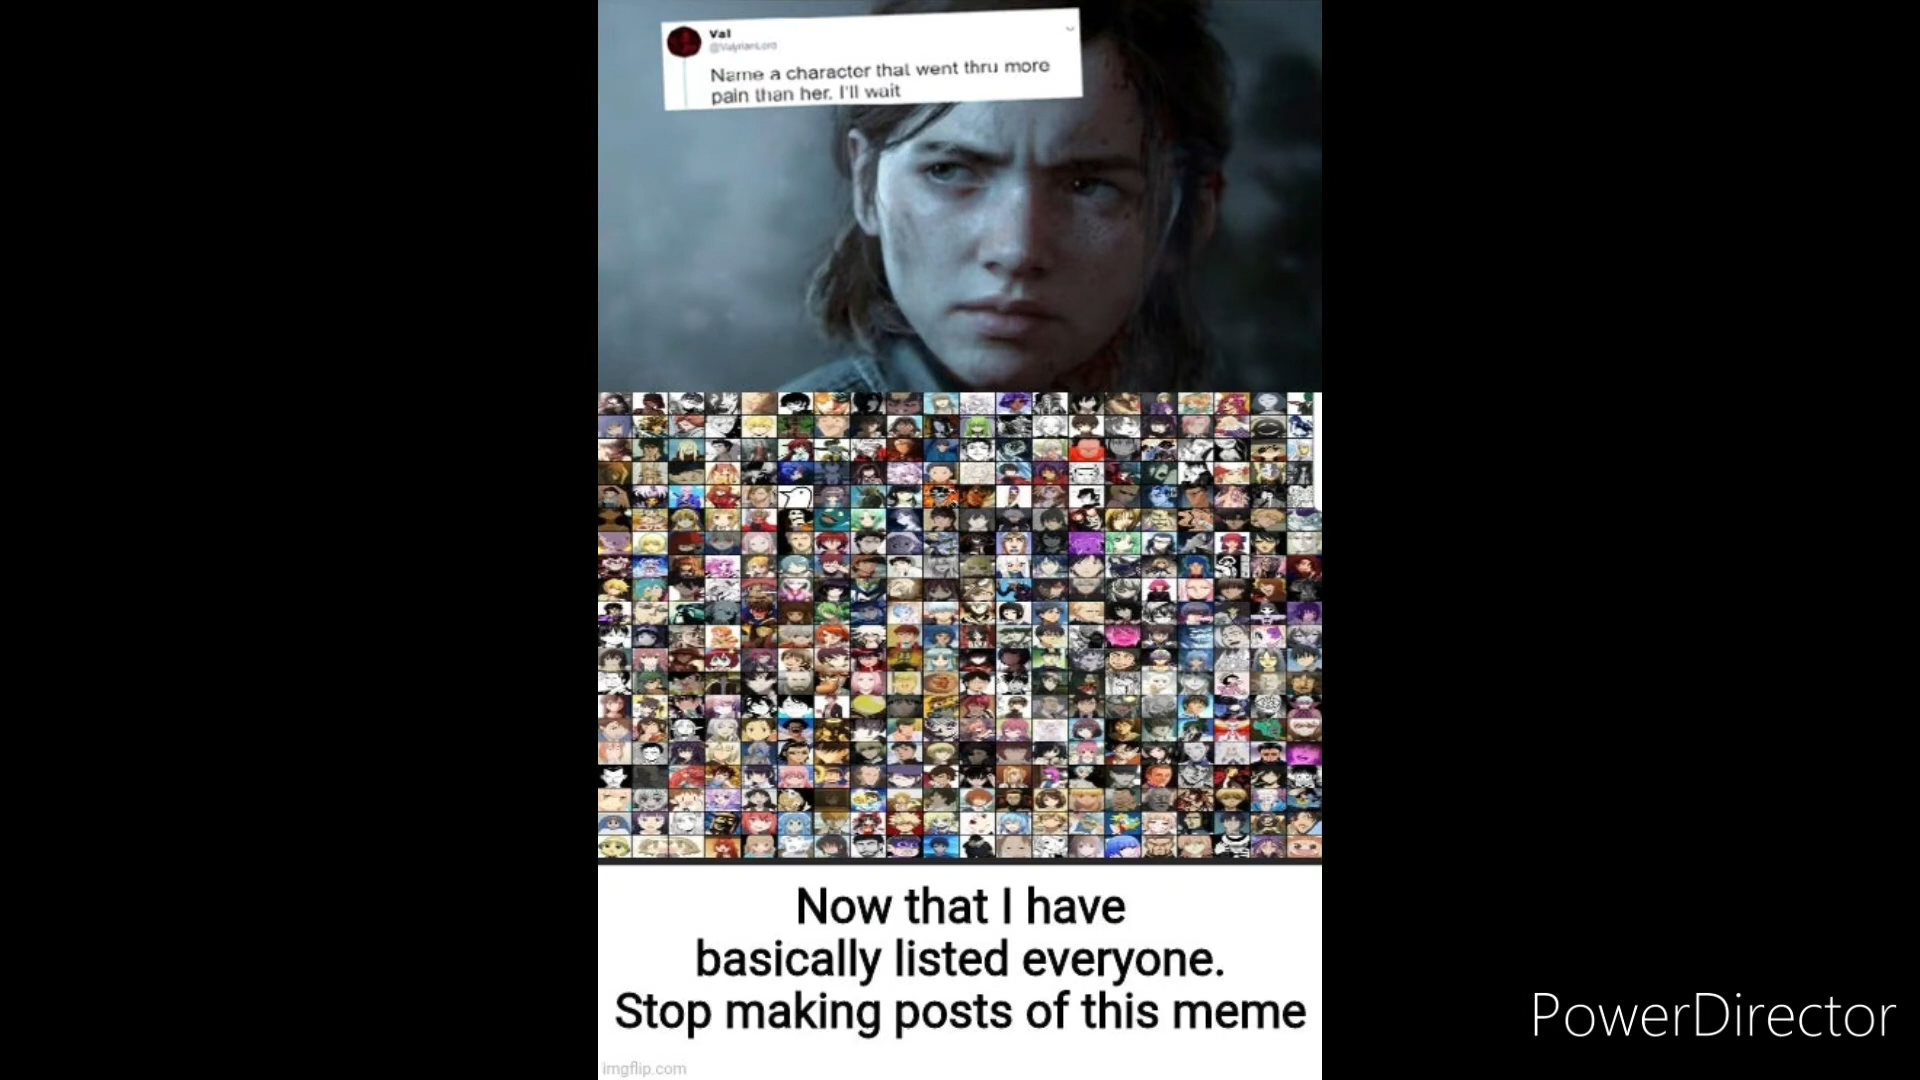 Val
@ValyrianLord
Name a character that went thru more
pain than her. I'll wait
Now that I have
basically listed everyone.
Stop making posts of this meme
imgflip.com
PowerDirector